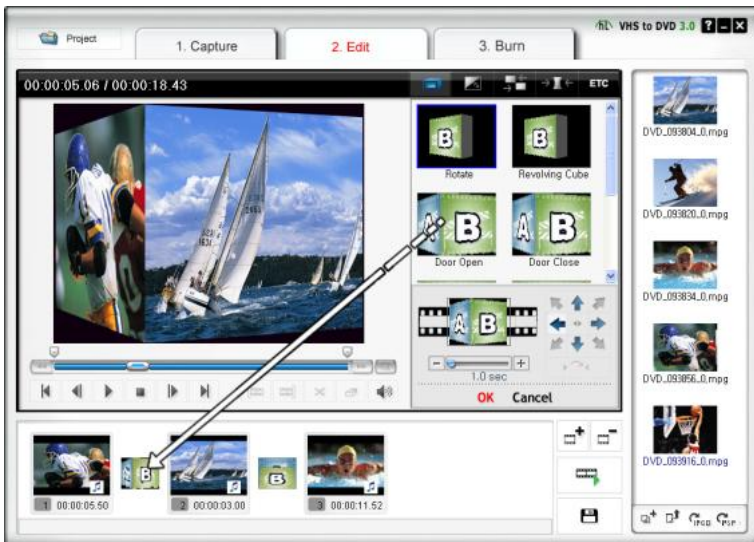 Project
1. Capture
2. Edit
3. Burn
VHS to DVD 3.0
00:00:05.06 / 00:00:18.43
ETC
B
B
Rotate
Revolving Cube
A B
A B
Door Open
Door Close
A B
1.0 sec
OK
Cancel
DVD_093804_0.mpg
DVD_093820_0.mpg
DVD_093834_0.mpg
DVD_093856_0.mpg
DVD_093916_0.mpg
B
B
1 00:00:05.50
2 00:00:03.00
3 00:00:11.52
IPOD
PSP